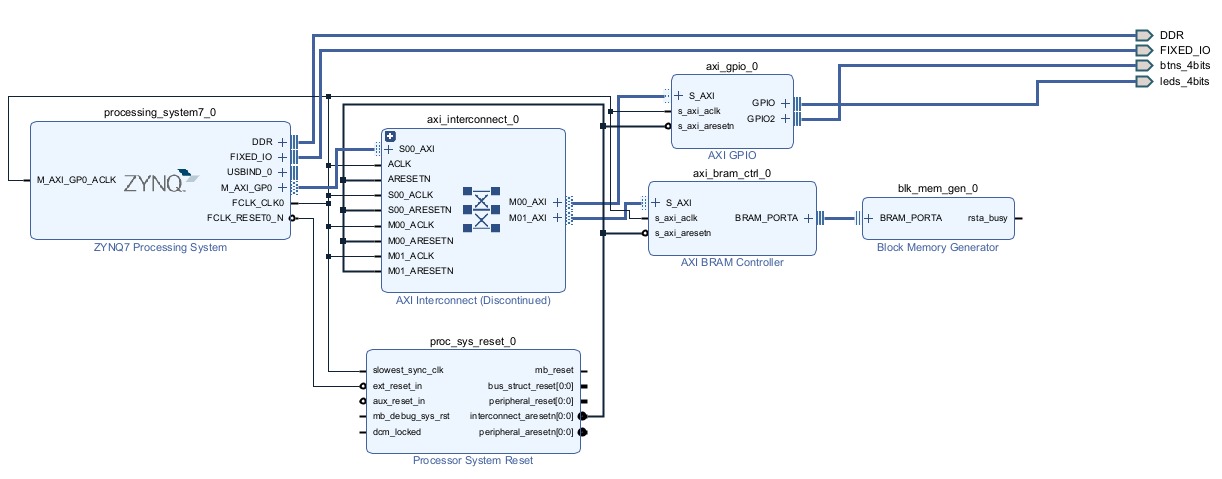 DDR
FIXED_IO
btns_4bits
leds_4bits
axi_gpio_0
S_AXI
s_axi_aclk
s_axi_aresetn
GPIO
GPIO2
AXI GPIO
processing_system7_0
M_AXI_GP0_ACLK
ZYNQ
DDR
FIXED_IO
USBIND_0
M_AXI_GP0
FCLK_CLK0
FCLK_RESET0_N
ZYNQ7 Processing System
axi_interconnect_0
S00_AXI
ACLK
ARESETN
S00_ACLK
S00_ARESETN
M00_ACLK
M00_ARESETN
M01_ACLK
M01_ARESETN
M00_AXI
M01_AXI
AXI Interconnect (Discontinued)
axi_bram_ctrl_0
S_AXI
s_axi_aclk
s_axi_aresetn
BRAM_PORTA
AXI BRAM Controller
blk_mem_gen_0
BRAM_PORTA
rsta_busy
Block Memory Generator
proc_sys_reset_0
slowest_sync_clk
ext_reset_in
aux_reset_in
mb_debug_sys_rst
dcm_locked
mb_reset
bus_struct_reset[0:0]
peripheral_reset[0:0]
interconnect_aresetn[0:0]
peripheral_aresetn[0:0]
Processor System Reset